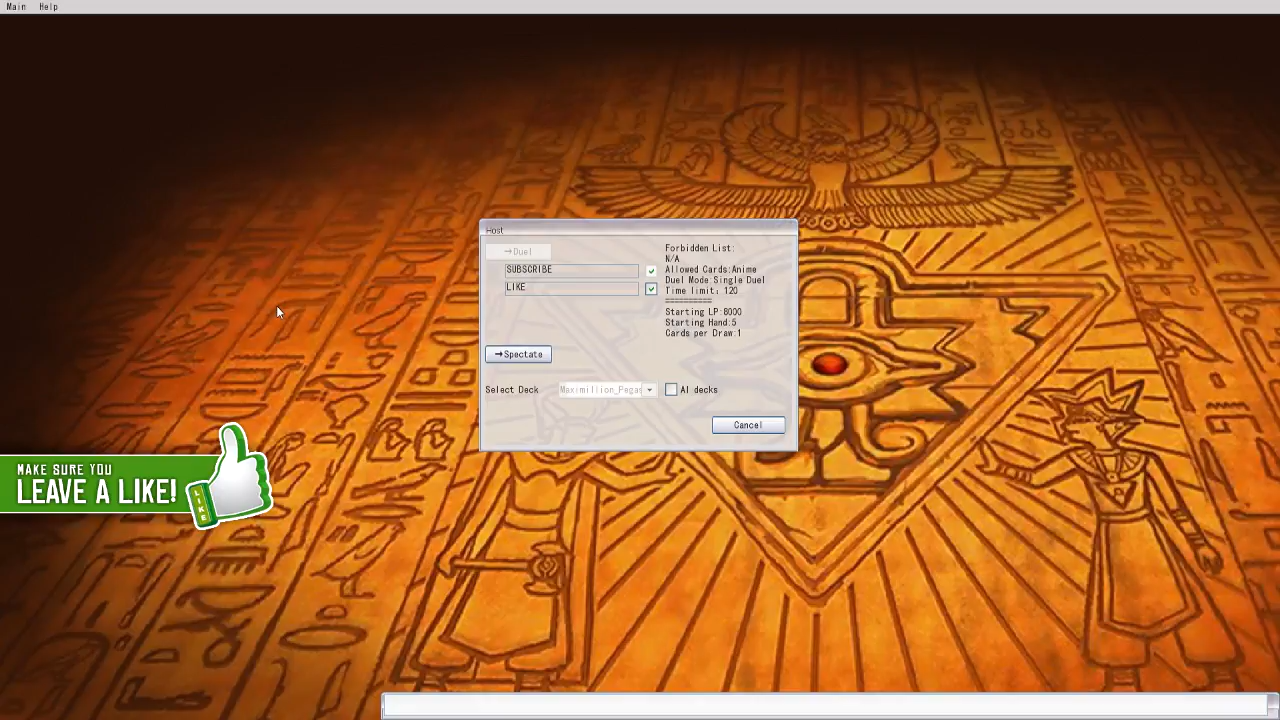 Main Help
Host
→Duel
SUBSCRIBE
LIKE
Forbidden List:
N/A
Allowed Cards:Anime
Duel Mode:Single Duel
Time limit: 120
==========
Starting LP:8000
Starting Hand:5
Cards per Draw:1
→Spectate
Select Deck
Maximillion_Pegas
AI decks
Cancel
MAKE SURE YOU
LEAVE A LIKE!
LIKE